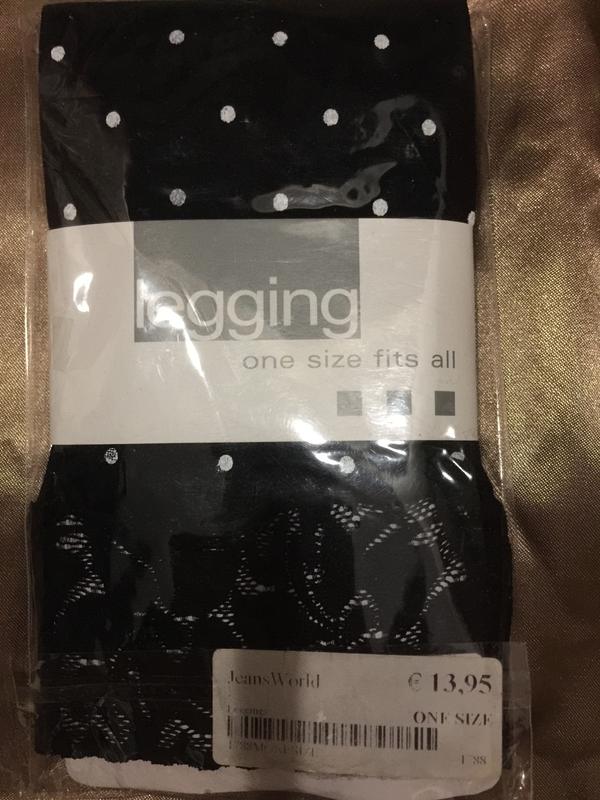 legging
one size fits all
JeansWorld
€ 13,95
ONE SIZE